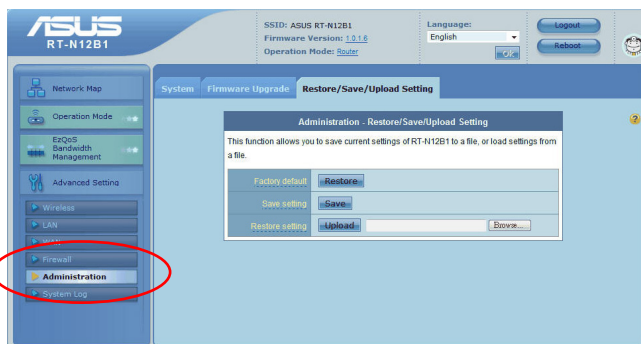 ASUS
RT-N12B1
SSID: ASUS RT-N12B1
Firmware Version: 1.0.1.6
Operation Mode: Router
Language:
English
OK
Logout
Reboot
Network Map
Operation Mode
EzQoS Bandwidth Management
Advanced Setting
Wireless
LAN
WAN
Firewall
Administration
System Log
System
Firmware Upgrade
Restore/Save/Upload Setting
Administration - Restore/Save/Upload Setting
This function allows you to save current settings of RT-N12B1 to a file, or load settings from
a file.
Factory default
Restore
Save setting
Save
Restore setting
Upload
Browse...
?